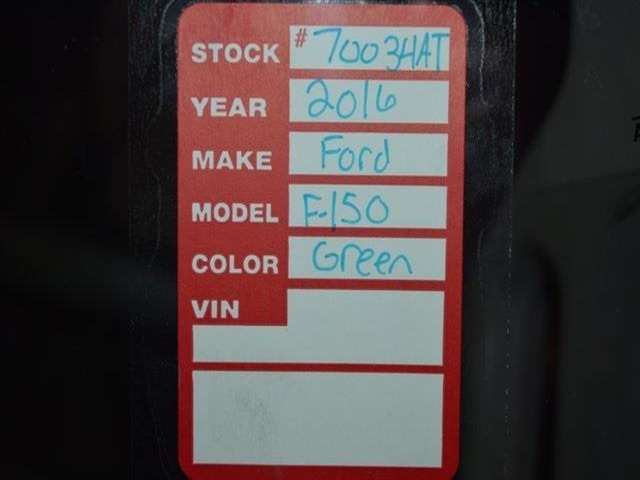 STOCK #70034AT
YEAR 2016
MAKE Ford
MODEL F-150
COLOR Green
VIN